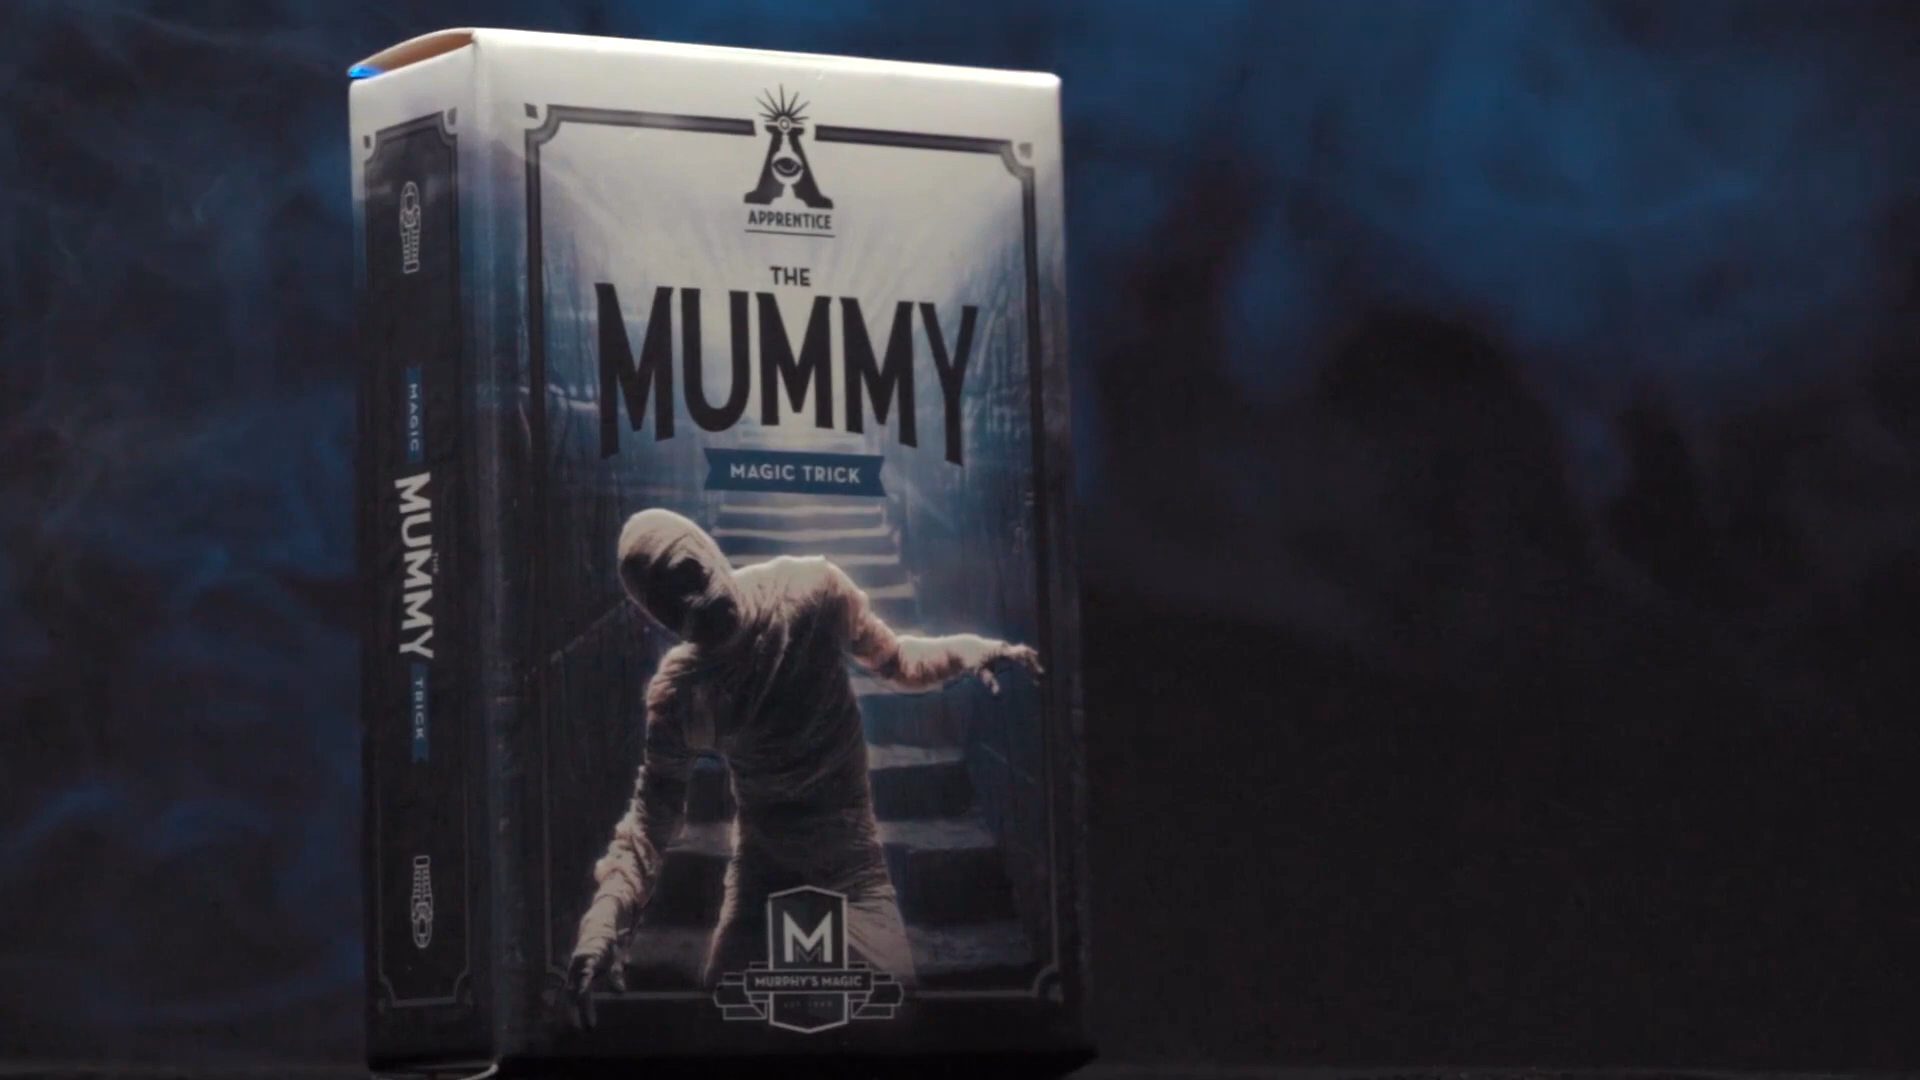 APPRENTICE
THE
MUMMY
MAGIC TRICK
M
MURPHY'S MAGIC
MAGIC
THE
MUMMY
TRICK